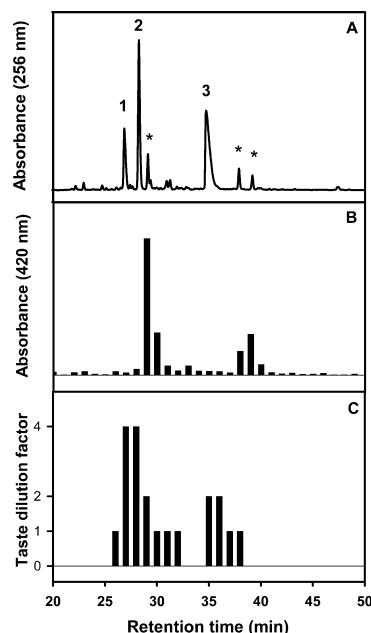 A
Absorbance (256 nm)
2
1
3
*
* *
B
Absorbance (420 nm)
C
Taste dilution factor
4
2
1
0
20 30 35 40 45 50
Retention time (min)